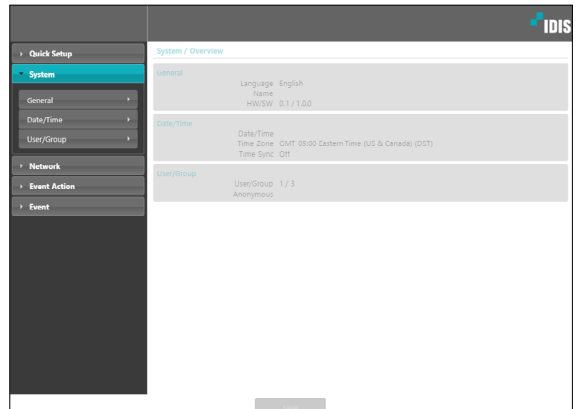 IDIS
Quick Setup
System
General
Date/Time
User/Group
Network
Event Action
Event
System / Overview
General
Language English
Name
HW/SW 0.1 / 1.0.0
Date/Time
Date/Time
Time Zone GMT 05:00 Eastern Time (US & Canada) (DST)
Time Sync Off
User/Group
User/Group 1 / 3
Anonymous